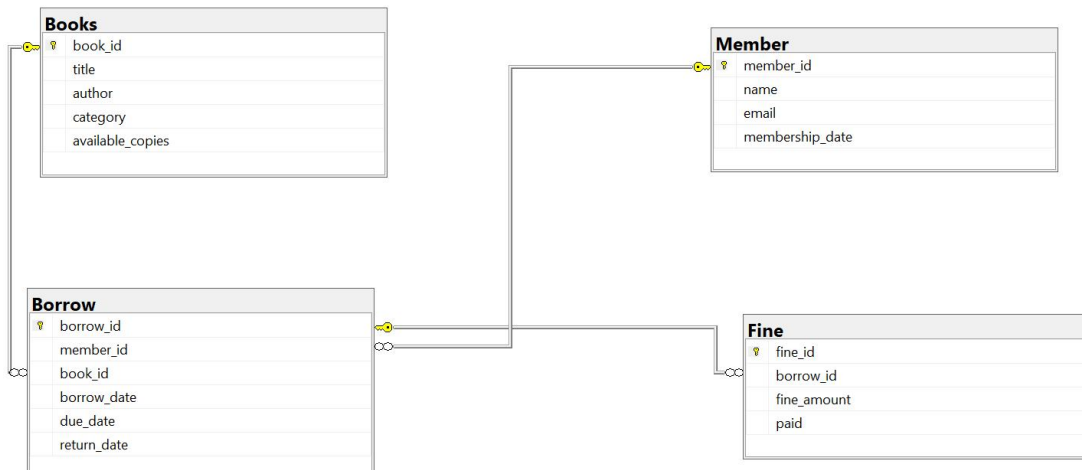 Books
book_id
title
author
category
available_copies
Member
member_id
name
email
membership_date
Borrow
borrow_id
member_id
book_id
borrow_date
due_date
return_date
Fine
fine_id
borrow_id
fine_amount
paid